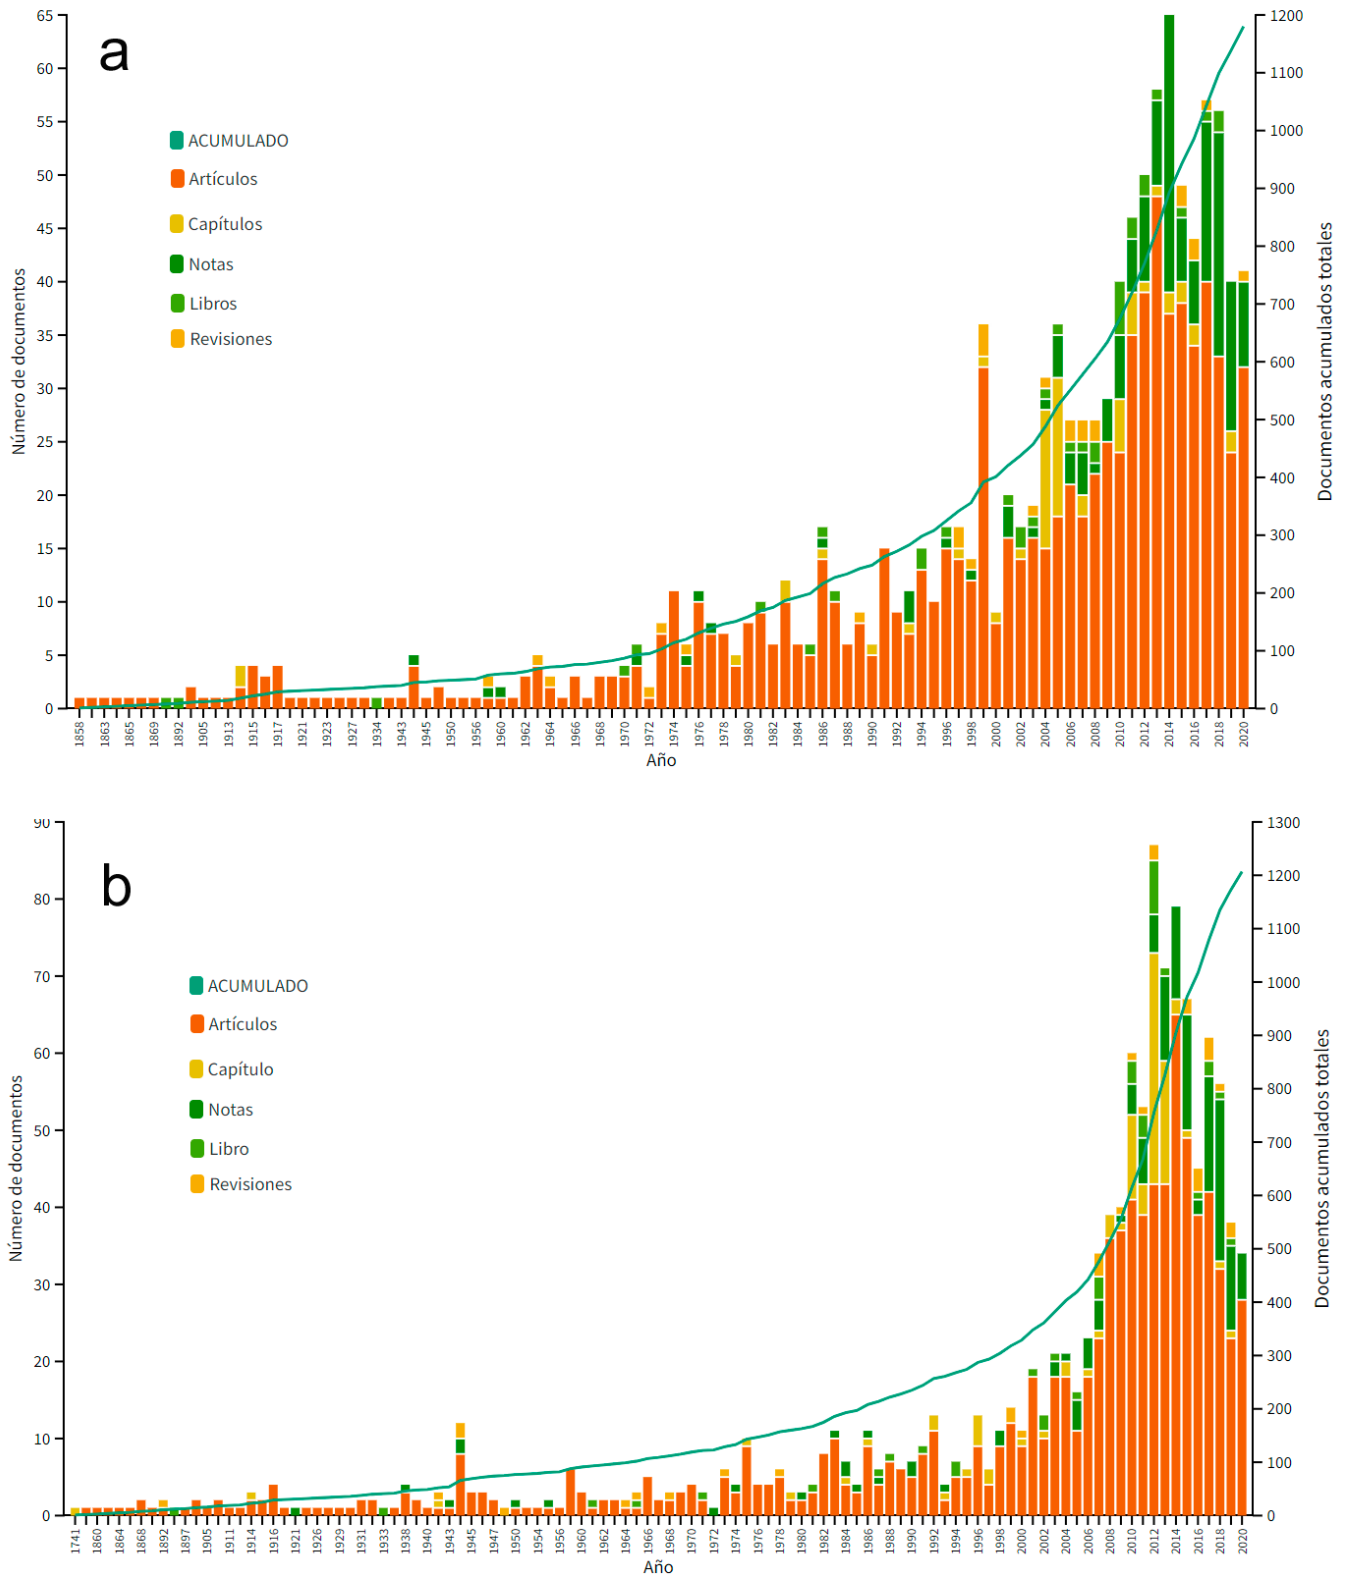 a
65
60
55
50
45
40
35
30
25
20
15
10
5
0
Número de documentos
ACUMULADO
Artículos
Capítulos
Notas
Libros
Revisiones
1200
1100
1000
900
800
700
600
500
400
300
200
100
0
Documentos acumulados totales
1858 1863 1865 1869 1892 1905 1913 1915 1917 1921 1923 1927 1934 1943 1945 1950 1956 1960 1962 1964 1966 1968 1970 1972 1974 1976 1978 1980 1982 1984 1986 1988 1990 1992 1994 1996 1998 2000 2002 2004 2006 2008 2010 2012 2014 2016 2018 2020
Año
b
90
80
70
60
50
40
30
20
10
0
Número de documentos
ACUMULADO
Artículos
Capítulo
Notas
Libro
Revisiones
1300
1200
1100
1000
900
800
700
600
500
400
300
200
100
0
Documentos acumulados totales
1741 1860 1864 1868 1892 1897 1905 1911 1914 1916 1921 1926 1929 1931 1933 1938 1940 1943 1945 1948 1950 1954 1956 1960 1962 1964 1966 1968 1970 1972 1974 1976 1978 1980 1982 1984 1986 1988 1990 1992 1994 1996 1998 2000 2002 2004 2006 2008 2010 2012 2014 2016 2018 2020
Año